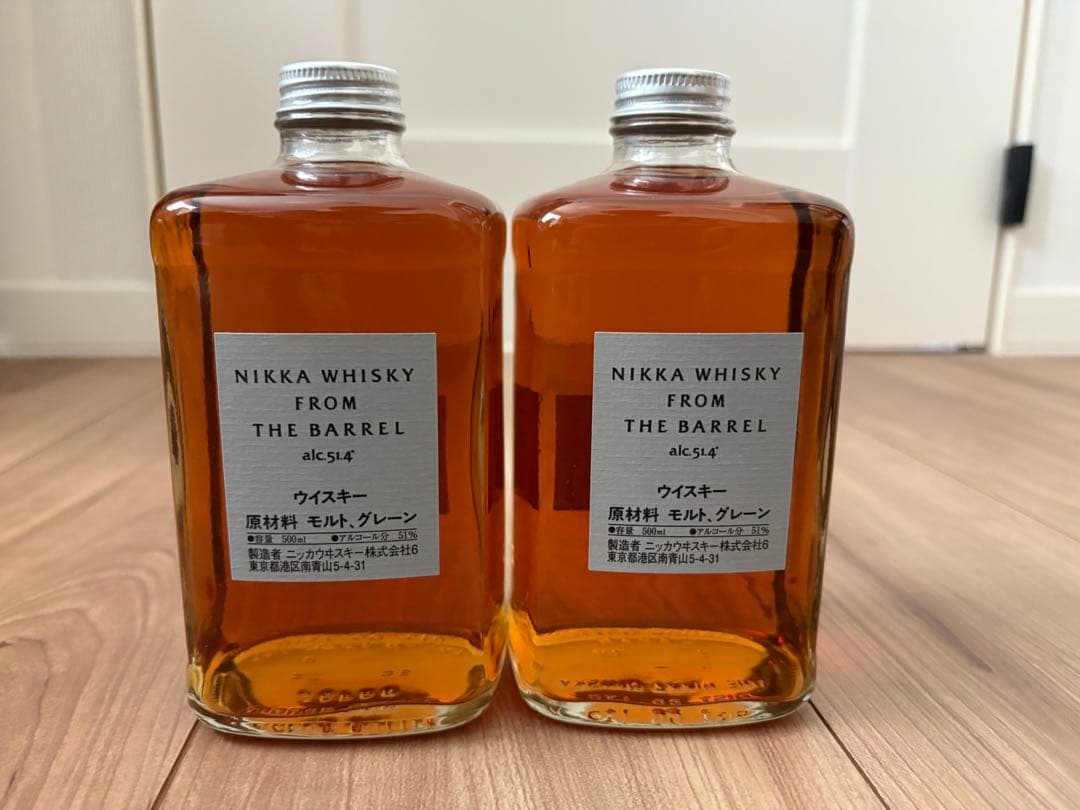 NIKKA WHISKY
FROM
THE BARREL
alc.51.4°
ウイスキー
原材料 モルト、グレーン
●容量 500ml ●アルコール分 51%
製造者 ニッカウヰスキー株式会社6
東京都港区南青山5-4-31
NIKKA WHISKY
FROM
THE BARREL
alc.51.4°
ウイスキー
原材料 モルト、グレーン
●容量 500ml ●アルコール分 51%
製造者 ニッカウヰスキー株式会社6
東京都港区南青山5-4-31